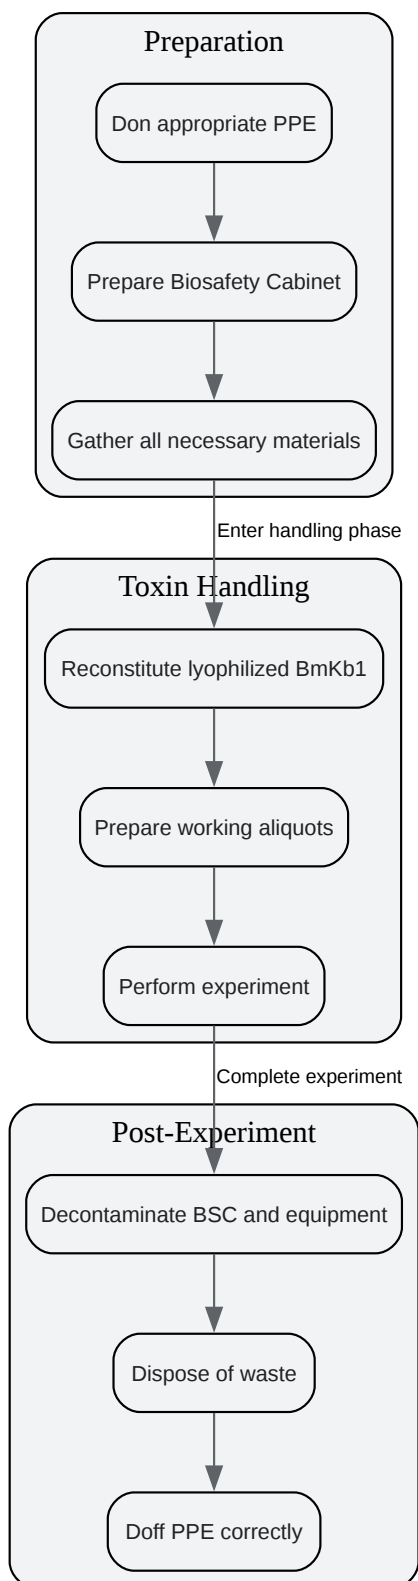 Preparation
Don appropriate PPE
Prepare Biosafety Cabinet
Gather all necessary materials
Enter handling phase
Toxin Handling
Reconstitute lyophilized BmKb1
Prepare working aliquots
Perform experiment
Complete experiment
Post-Experiment
Decontaminate BSC and equipment
Dispose of waste
Doff PPE correctly